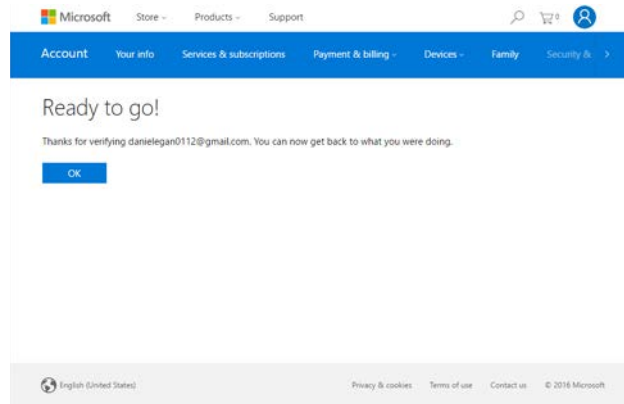 Microsoft Store Products Support 0
Account Your info Services & subscriptions Payment & billing Devices Family Security &
Ready to go!
Thanks for verifying danielegan0112@gmail.com. You can now get back to what you were doing.
OK
English (United States) Privacy & cookies Terms of use Contact us © 2016 Microsoft